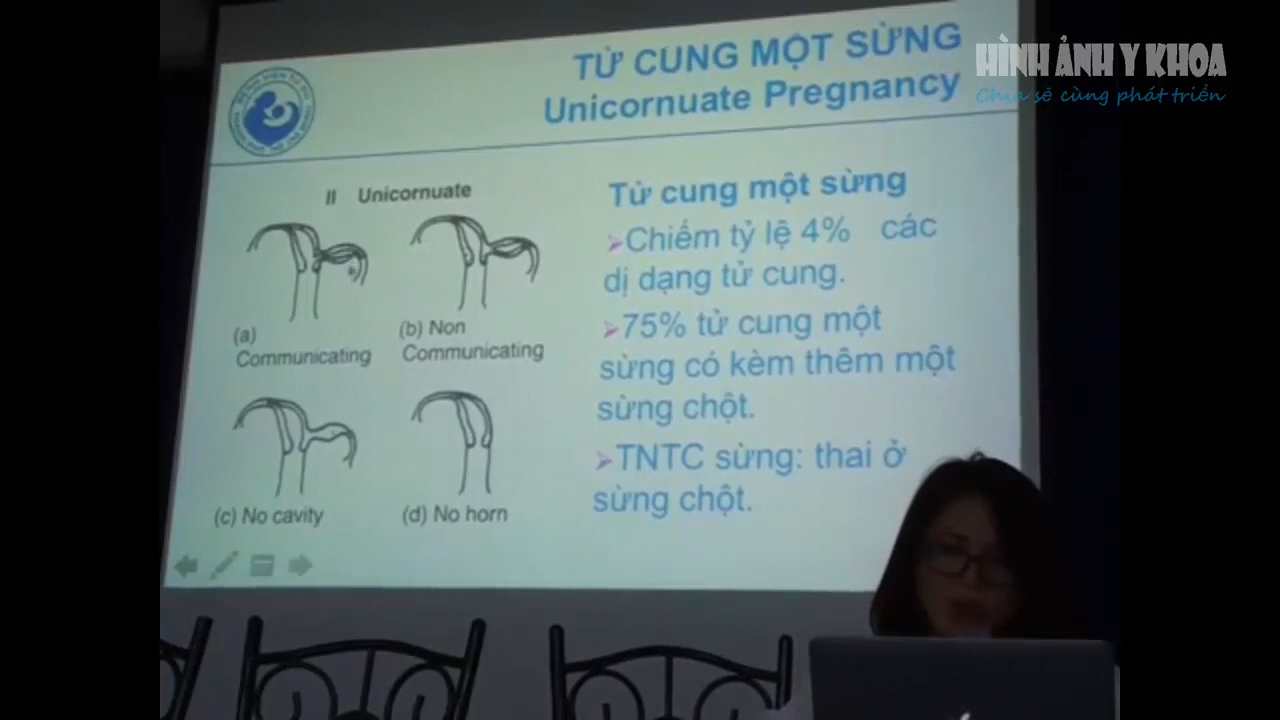 HÌNH ẢNH Y KHOA
Chia sẻ cùng phát triển
TỬ CUNG MỘT SỪNG
Unicornuate Pregnancy
II Unicornuate
(a)
Communicating
(b) Non
Communicating
(c) No cavity
(d) No horn
Tử cung một sừng
➢Chiếm tỷ lệ 4% các
dị dạng tử cung.
➢75% tử cung một
sừng có kèm thêm một
sừng chột.
➢TNTC sừng: thai ở
sừng chột.